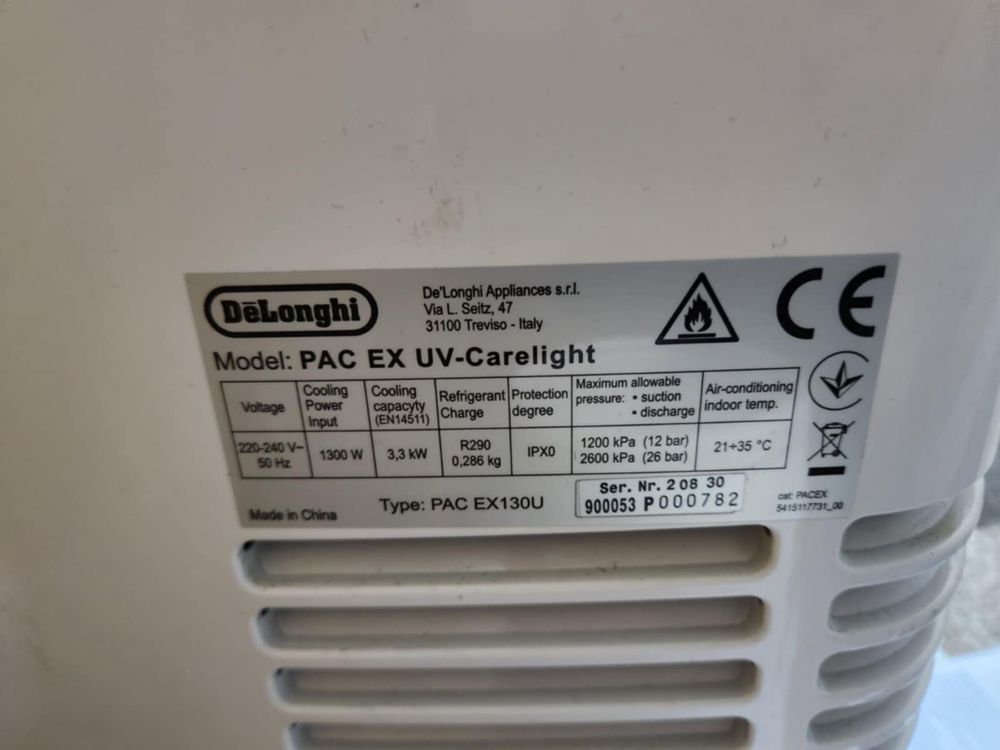 DēLonghi
De'Longhi Appliances s.r.l.
Via L. Seitz, 47
31100 Treviso - Italy
CE
Model: PAC EX UV-Carelight
Voltage
Cooling
Power
Input
Cooling
capacyty
(EN14511)
Refrigerant
Charge
Protection
degree
Maximum allowable
pressure: ▪ suction
▪ discharge
Air-conditioning
indoor temp.
220-240 V~
50 Hz
1300 W
3,3 kW
R290
0,286 kg
IPX0
1200 kPa (12 bar)
2600 kPa (26 bar)
21÷35 °C
Made in China
Type: PAC EX130U
Ser. Nr. 2 08 30
900053 P000782
cat: PACEX
5415117731_00